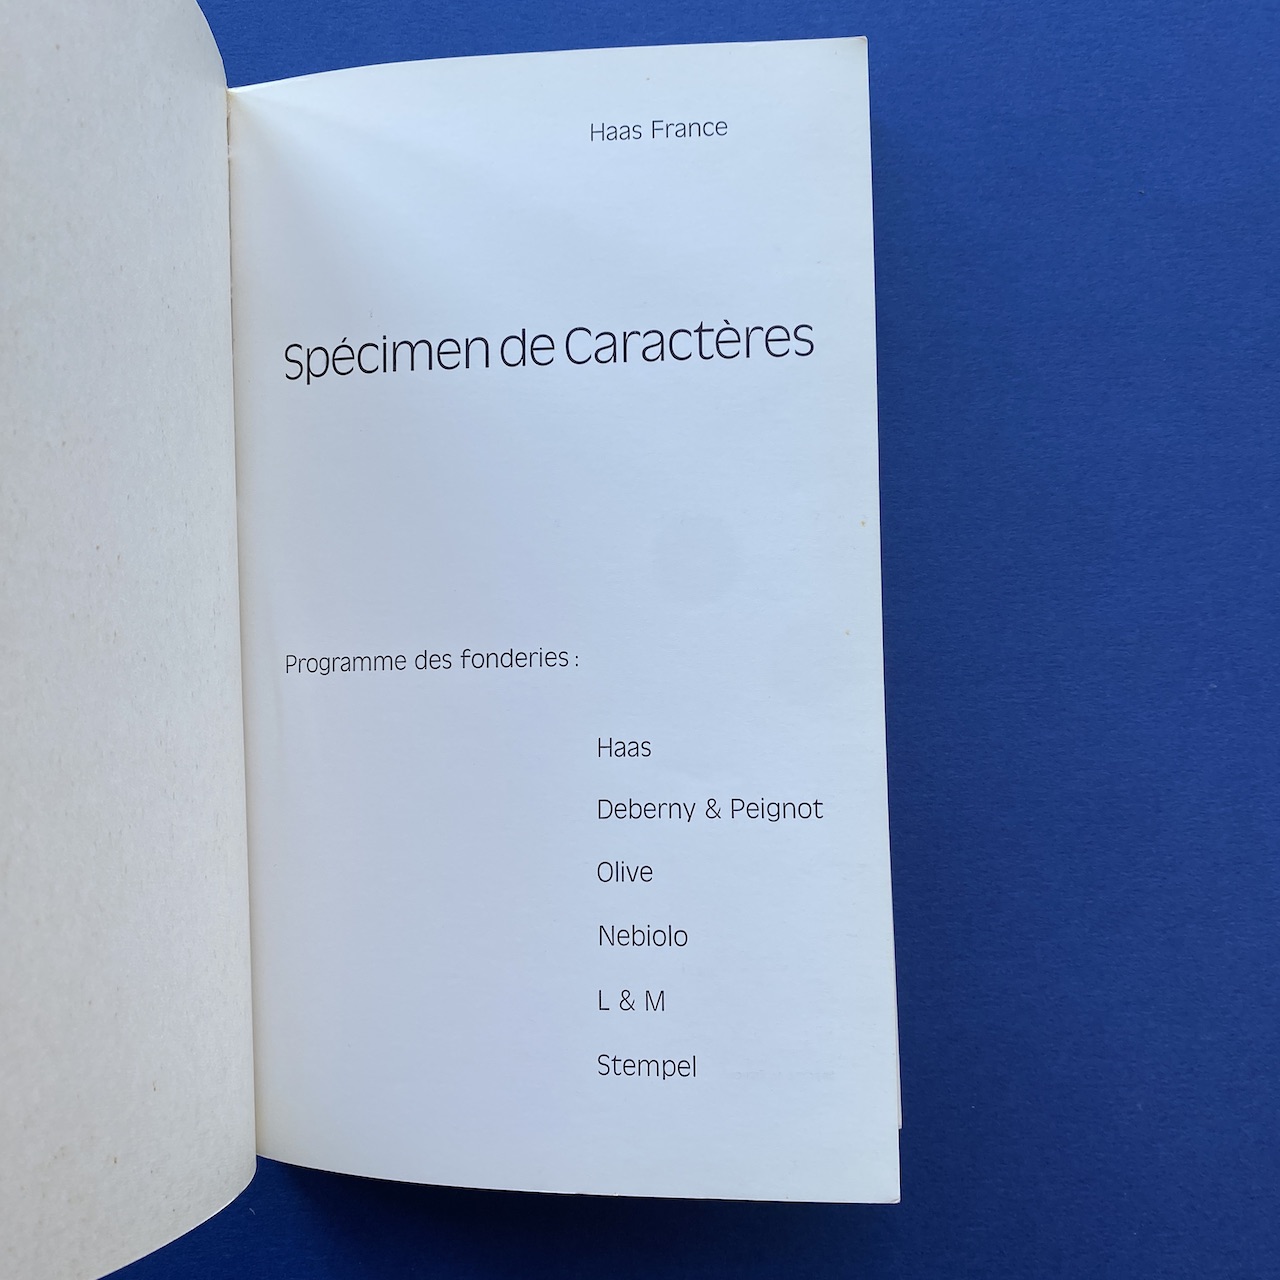 Haas France
Spécimen de Caractères
Programme des fonderies :
Haas
Deberny & Peignot
Olive
Nebiolo
L & M
Stempel